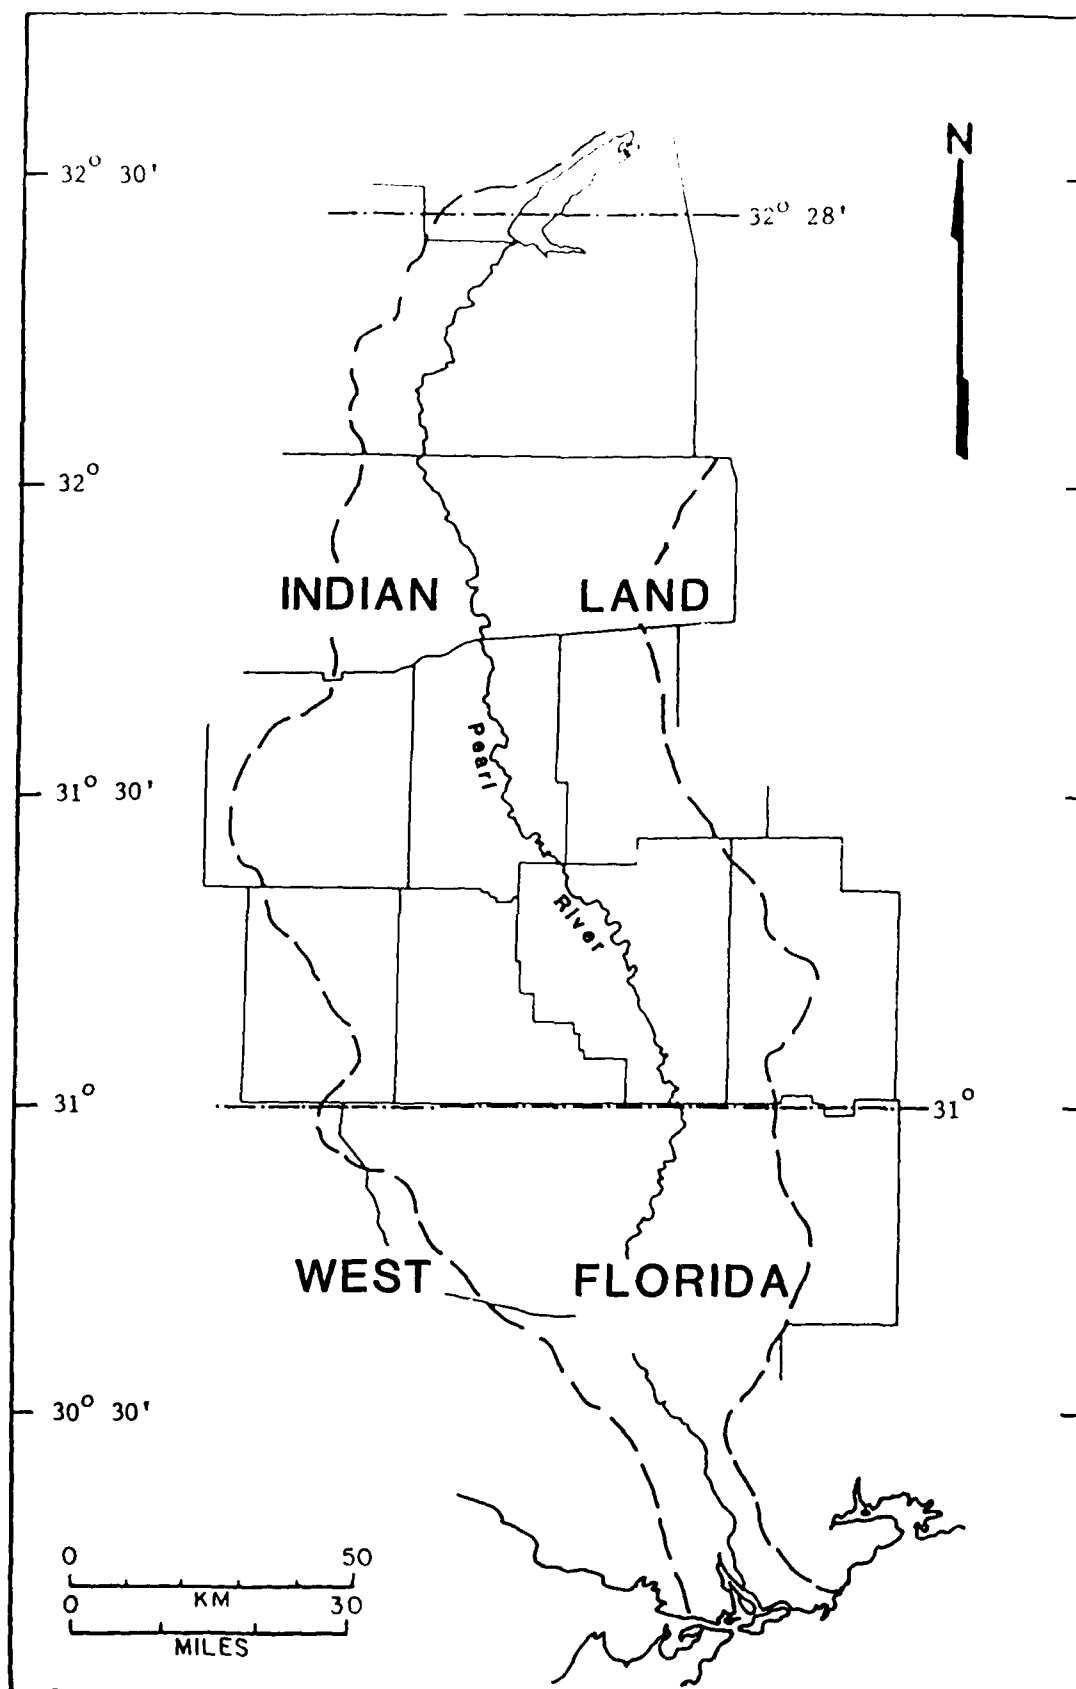 N
32° 30'
32° 28'
32°
INDIAN LAND
Pearl
31° 30'
River
31°
31°
WEST FLORIDA
30° 30'
0 50
KM
0 30
MILES